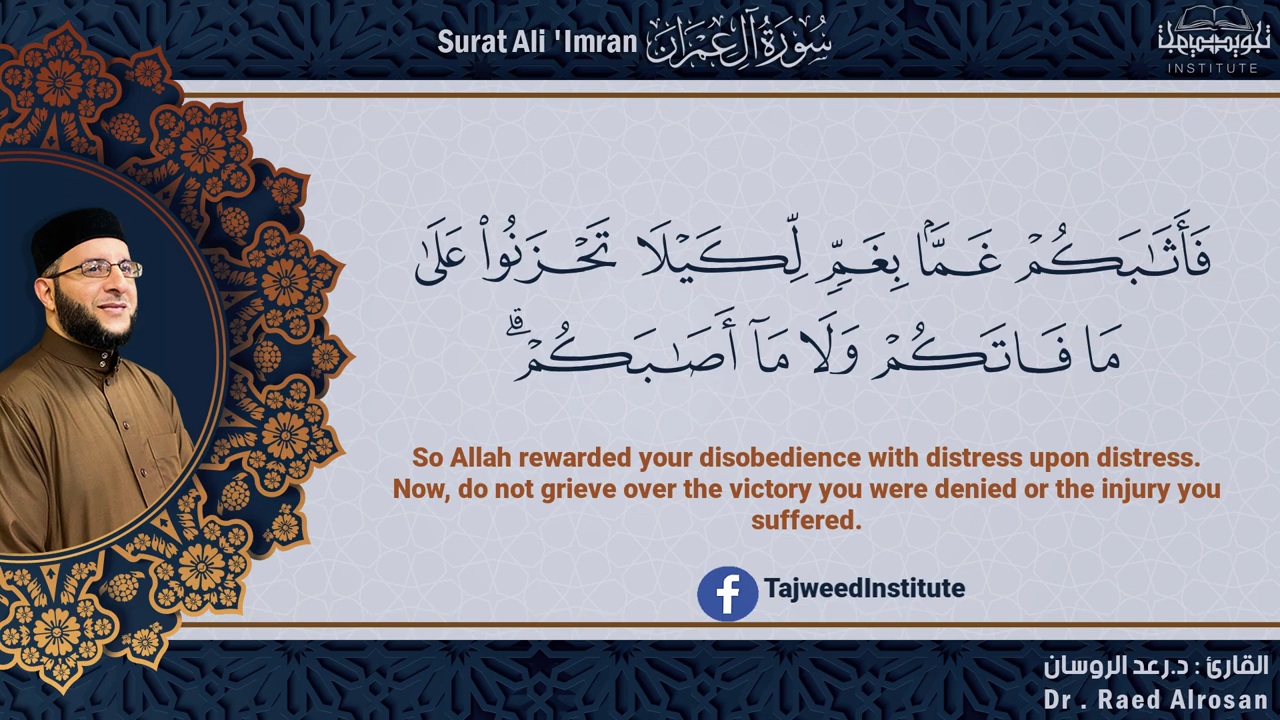 Surat Ali 'Imran سُورَةُ آلِ عِمْرَانَ
تجويد
INSTITUTE
فَأَثَٰبَكُمْ غَمًّۢا بِغَمٍّ لِّكَيْلَا تَحْزَنُوا۟ عَلَىٰ
مَا فَاتَكُمْ وَلَا مَآ أَصَٰبَكُمْ ۗ
So Allah rewarded your disobedience with distress upon distress.
Now, do not grieve over the victory you were denied or the injury you
suffered.
f TajweedInstitute
القارئ : د.رعد الروسان
Dr . Raed Alrosan